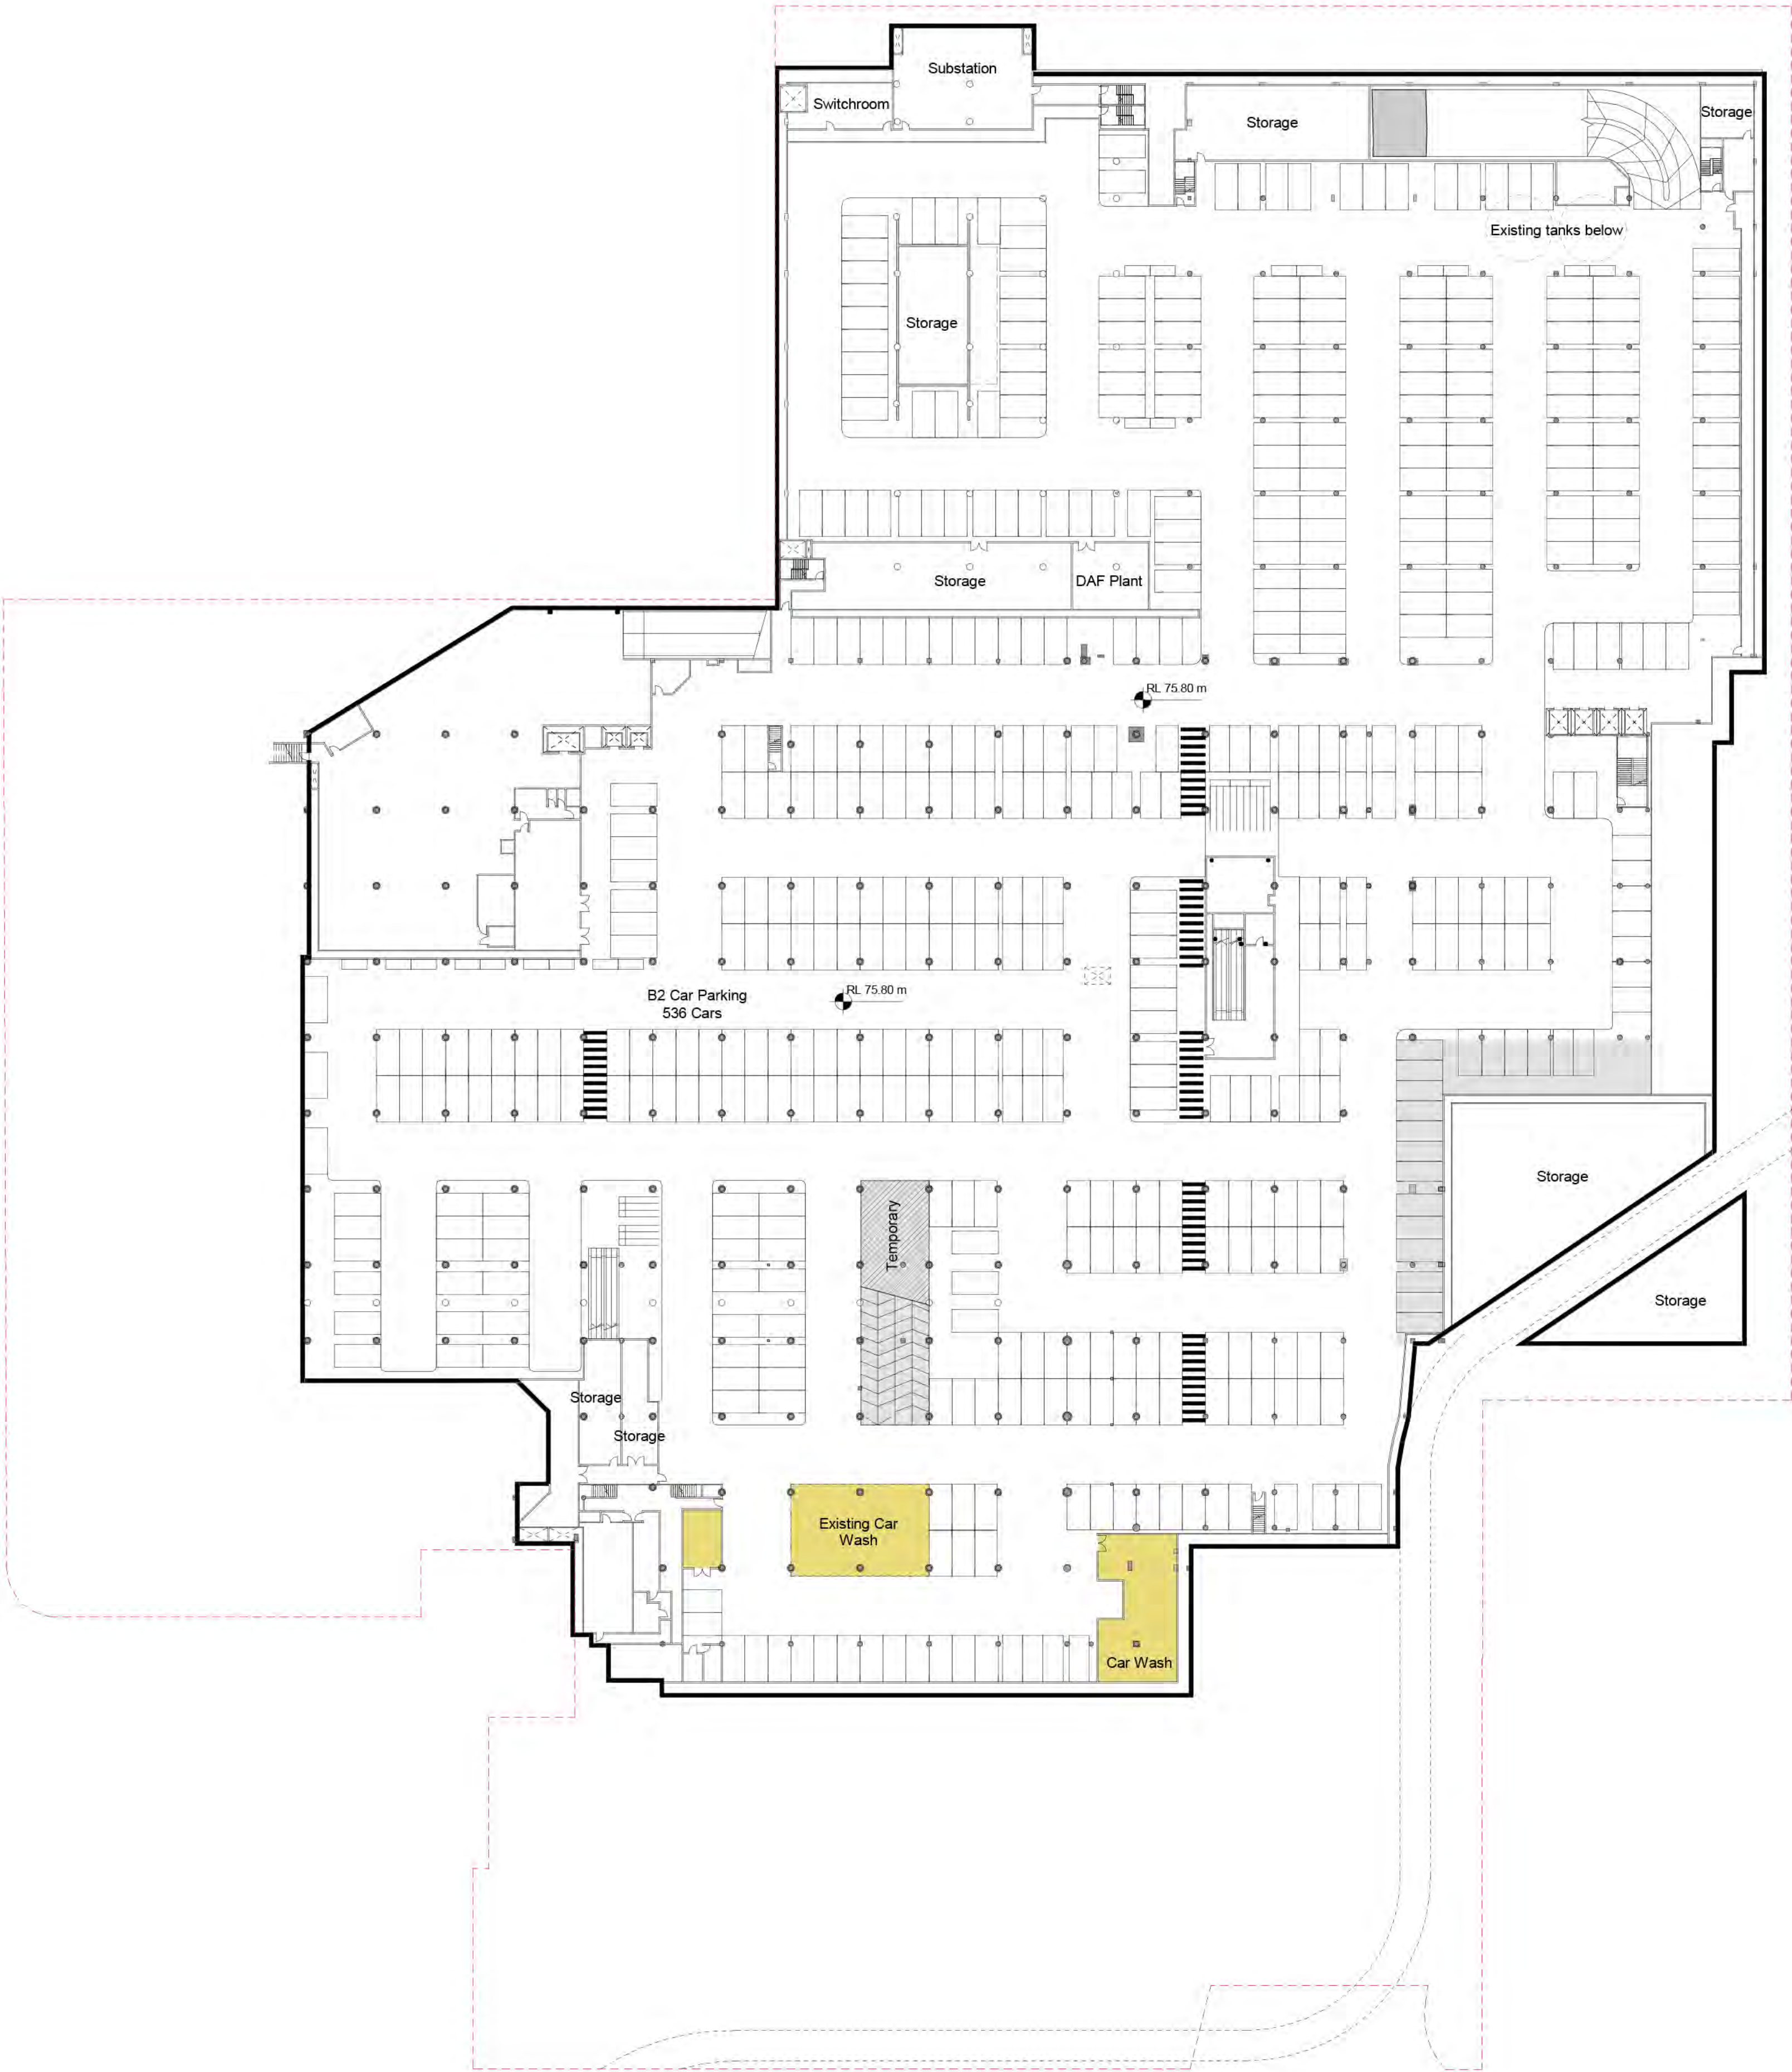 Substation
Switchroom
Storage
Storage
Existing tanks below
Storage
Storage
DAF Plant
RL 75.80 m
B2 Car Parking
536 Cars
RL 75.80 m
Storage
Temporary
Storage
Storage
Storage
Existing Car
Wash
Car Wash